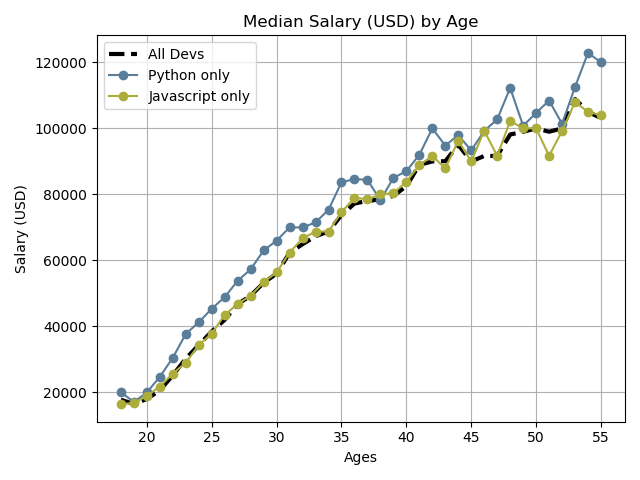 Median Salary (USD) by Age
All Devs
Python only
Javascript only
Salary (USD)
120000
100000
80000
60000
40000
20000
20 25 30 35 40 45 50 55
Ages